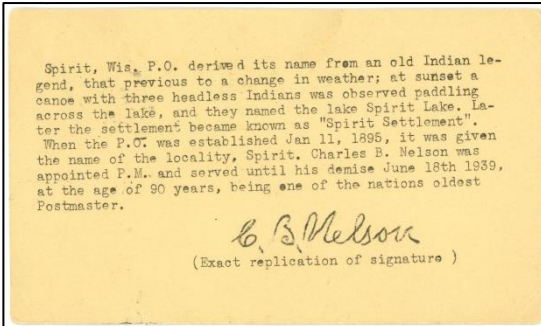 Spirit, Wis. P.O. derived its name from an old Indian le-
gend, that previous to a change in weather; at sunset a
canoe with three headless Indians was observed paddling
across the lake, and they named the lake Spirit Lake. La-
ter the settlement became known as "Spirit Settlement".
When the P.O. was established Jan 11, 1895, it was given
the name of the locality, Spirit. Charles B. Nelson was
appointed P.M. and served until his demise June 18th 1939,
at the age of 90 years, being one of the nations oldest
Postmaster.
C. B. Nelson
(Exact replication of signature )